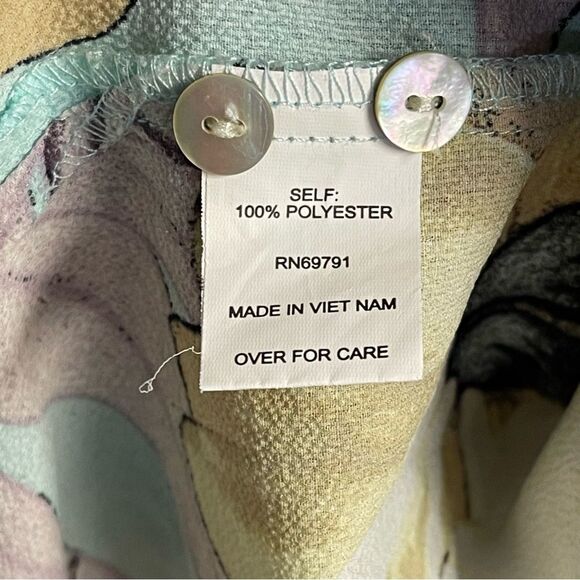 SELF:
100% POLYESTER
RN69791
MADE IN VIET NAM
OVER FOR CARE